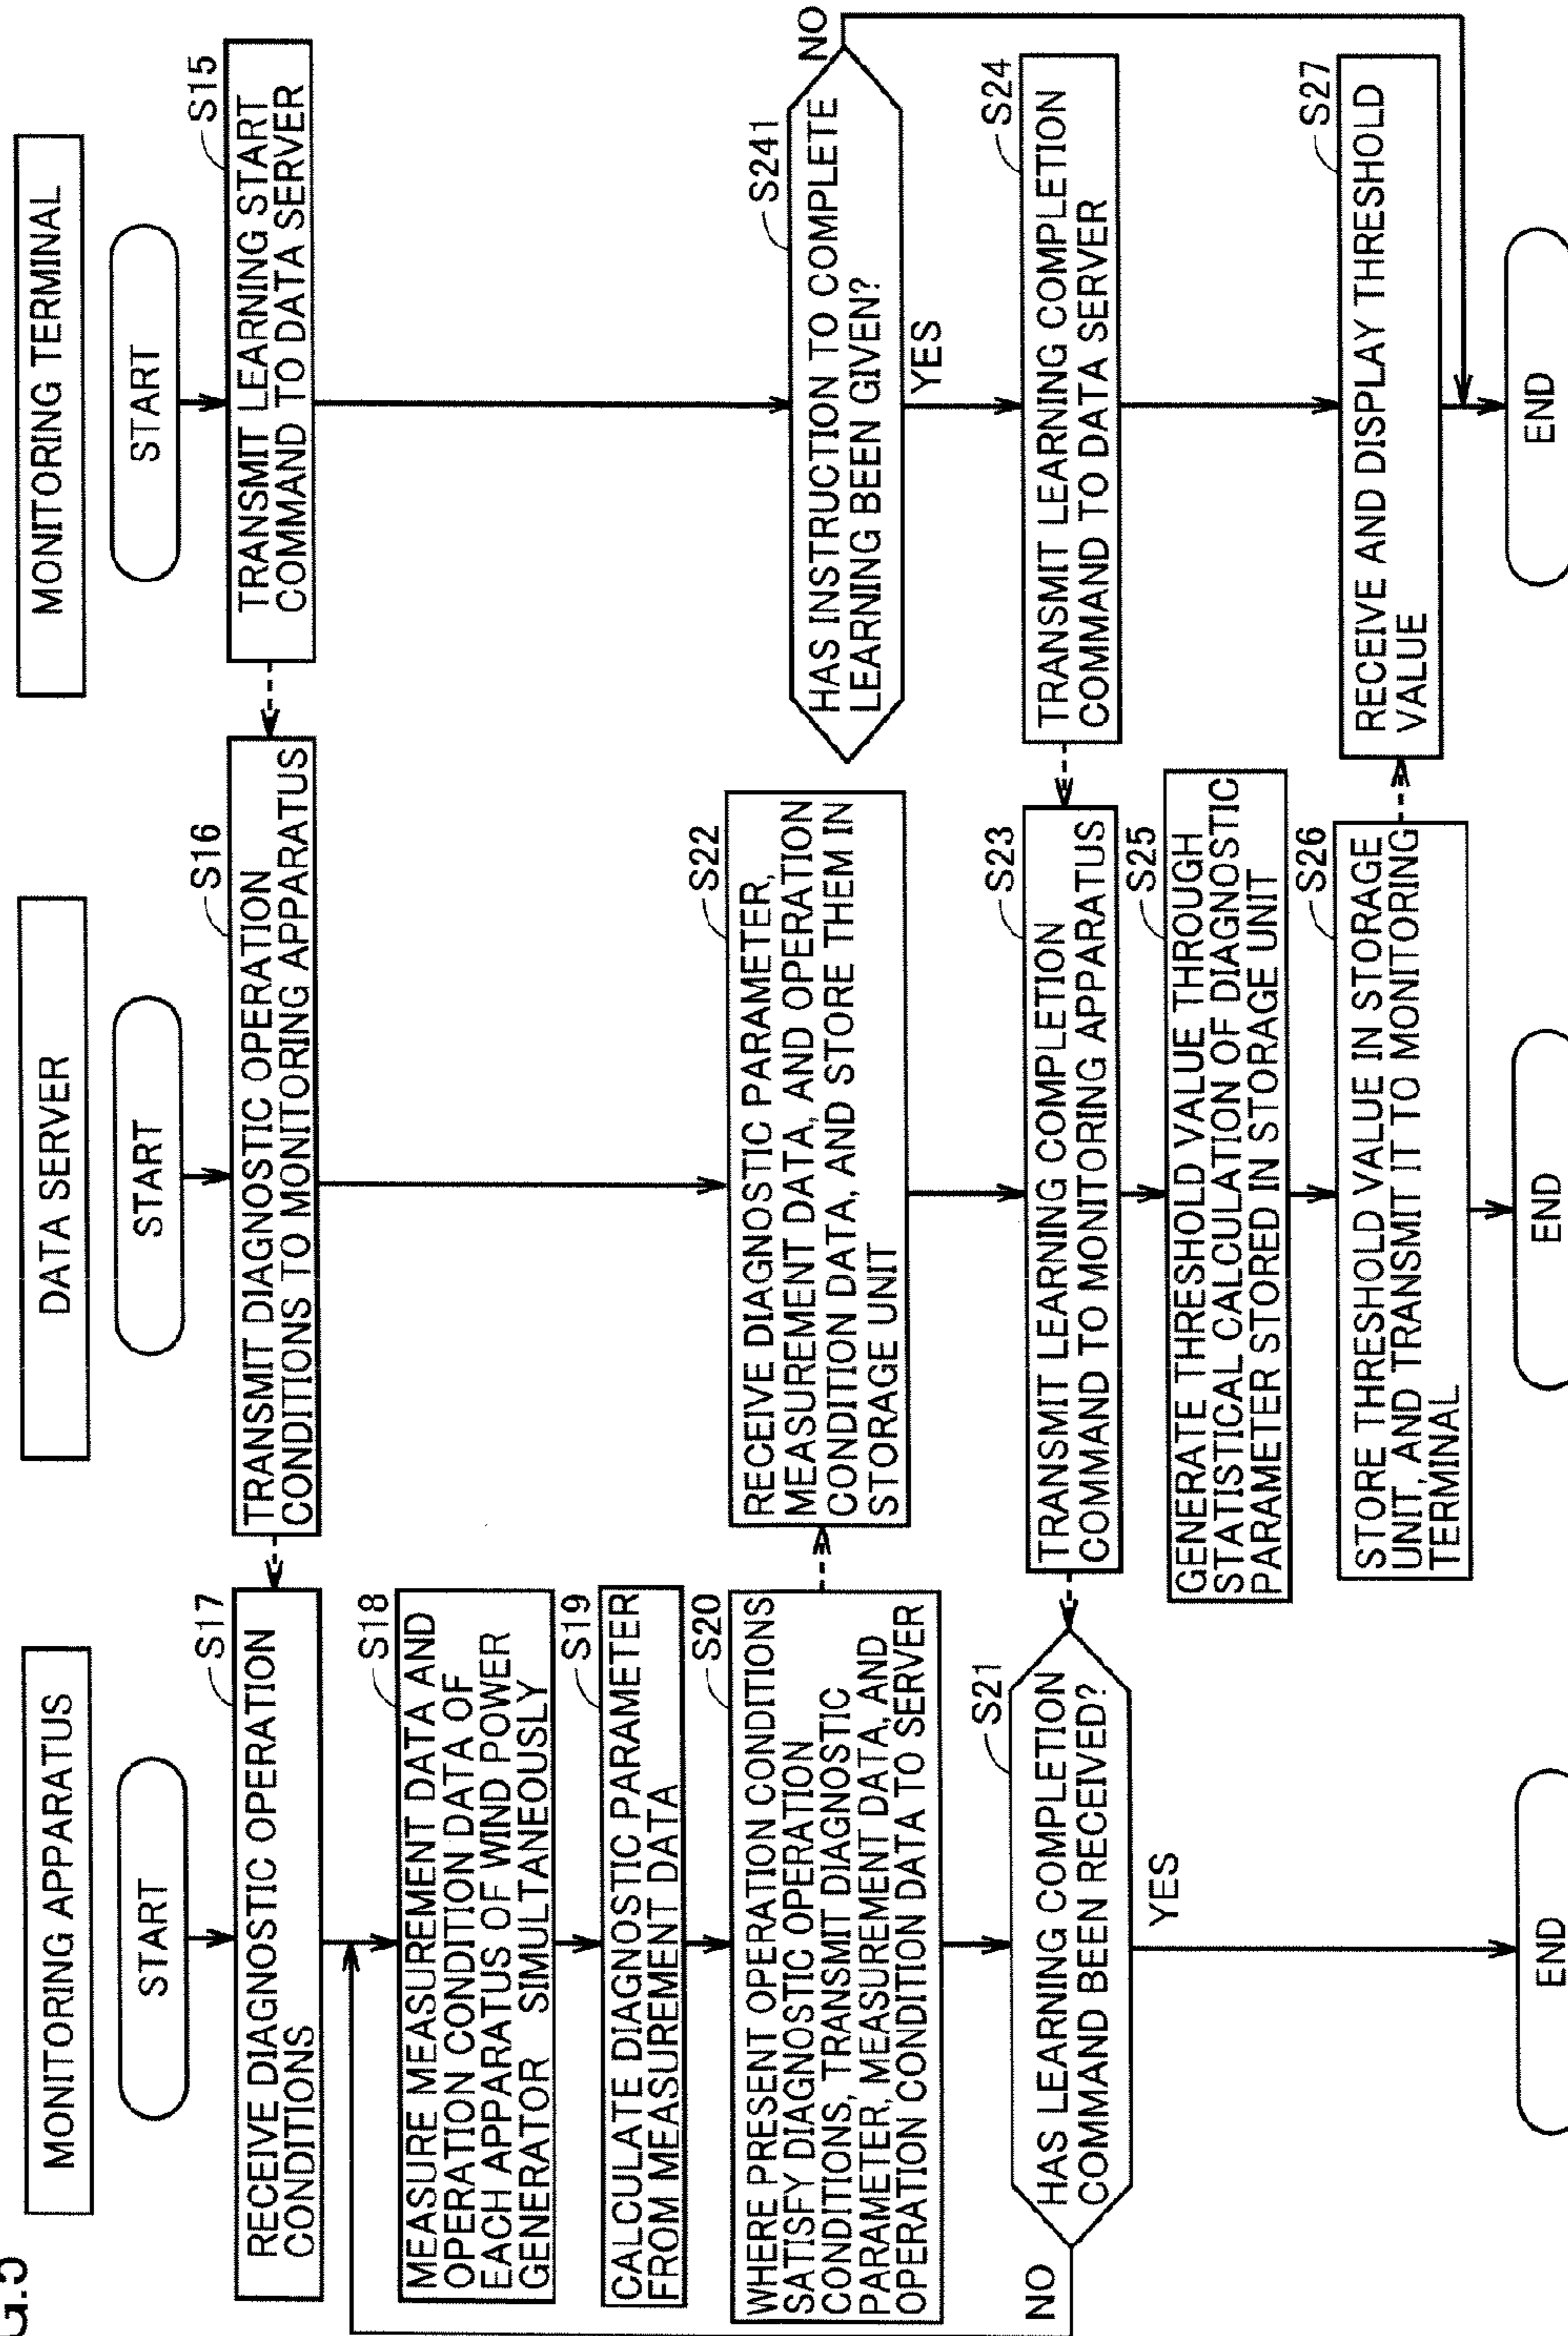 G.5
MONITORING APPARATUS
START
S17
RECEIVE DIAGNOSTIC OPERATION
CONDITIONS
S18
MEASURE MEASUREMENT DATA AND
OPERATION CONDITION DATA OF
EACH APPARATUS OF WIND POWER
GENERATOR SIMULTANEOUSLY
S19
CALCULATE DIAGNOSTIC PARAMETER
FROM MEASUREMENT DATA
S20
WHERE PRESENT OPERATION CONDITIONS
SATISFY DIAGNOSTIC OPERATION
CONDITIONS, TRANSMIT DIAGNOSTIC
PARAMETER, MEASUREMENT DATA, AND
OPERATION CONDITION DATA TO SERVER
S21
HAS LEARNING COMPLETION
COMMAND BEEN RECEIVED?
NO
YES
END
DATA SERVER
START
S16
TRANSMIT DIAGNOSTIC OPERATION
CONDITIONS TO MONITORING APPARATUS
S22
RECEIVE DIAGNOSTIC PARAMETER,
MEASUREMENT DATA, AND OPERATION
CONDITION DATA, AND STORE THEM IN
STORAGE UNIT
S23
TRANSMIT LEARNING COMPLETION
COMMAND TO MONITORING APPARATUS
S25
GENERATE THRESHOLD VALUE THROUGH
STATISTICAL CALCULATION OF DIAGNOSTIC
PARAMETER STORED IN STORAGE UNIT
S26
STORE THRESHOLD VALUE IN STORAGE
UNIT, AND TRANSMIT IT TO MONITORING
TERMINAL
END
MONITORING TERMINAL
START
S15
TRANSMIT LEARNING START
COMMAND TO DATA SERVER
S241
HAS INSTRUCTION TO COMPLETE
LEARNING BEEN GIVEN?
NO
YES
S24
TRANSMIT LEARNING COMPLETION
COMMAND TO DATA SERVER
S27
RECEIVE AND DISPLAY THRESHOLD
VALUE
END